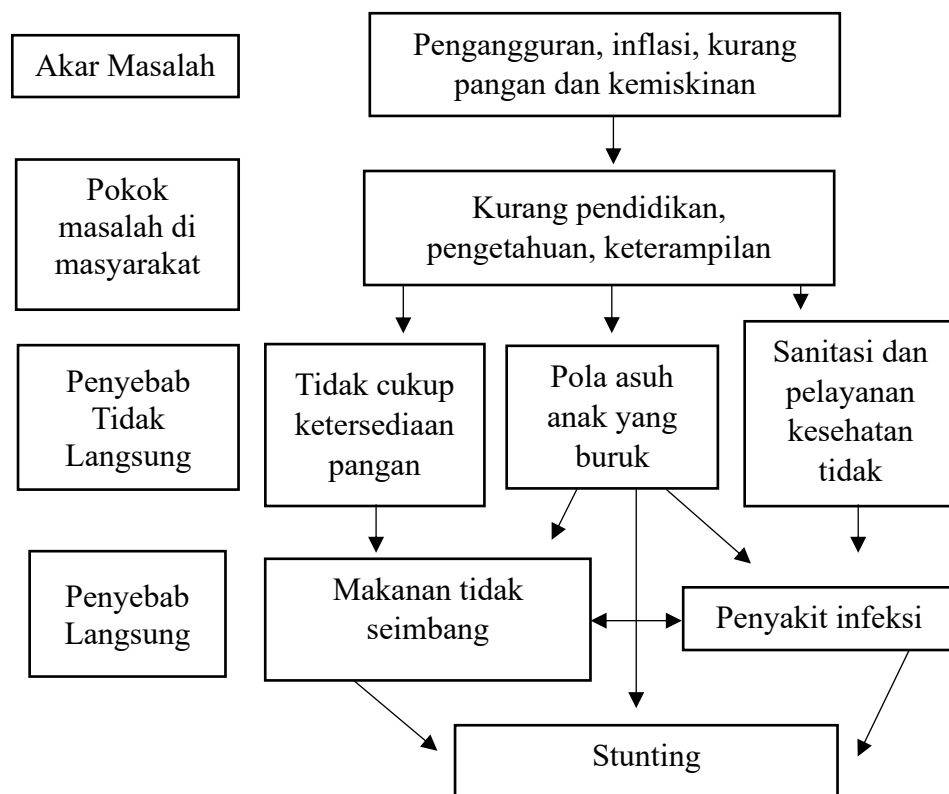 Akar Masalah
Pengangguran, inflasi, kurang
pangan dan kemiskinan
Pokok
masalah di
masyarakat
Kurang pendidikan,
pengetahuan, keterampilan
Penyebab
Tidak
Langsung
Tidak cukup
ketersediaan
pangan
Pola asuh
anak yang
buruk
Sanitasi dan
pelayanan
kesehatan
tidak
Penyebab
Langsung
Makanan tidak
seimbang
Penyakit infeksi
Stunting